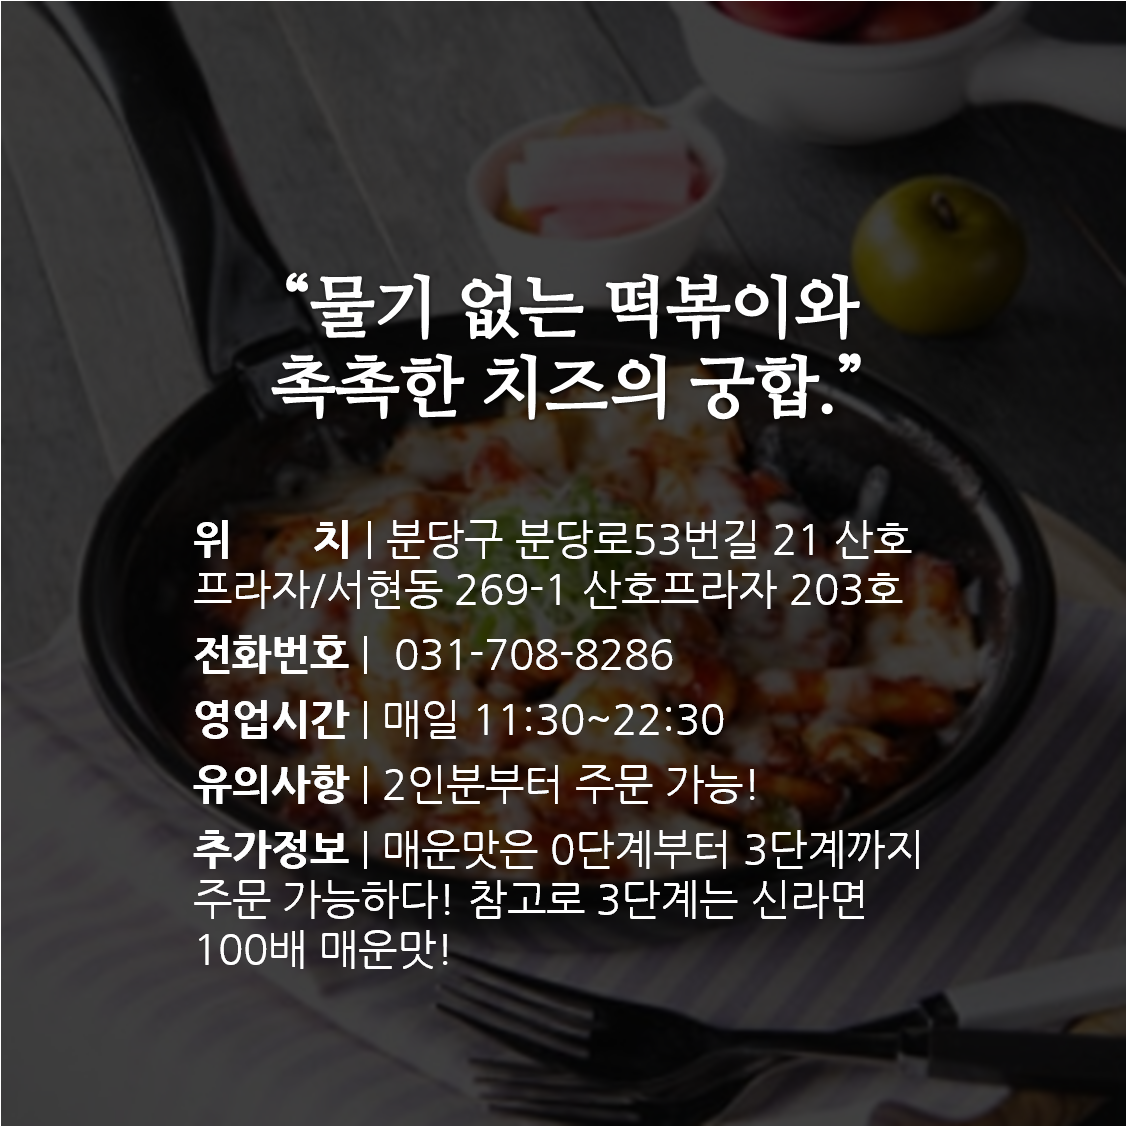 “물기 없는 떡볶이와
촉촉한 치즈의 궁합.”
위 치 | 분당구 분당로53번길 21 산호
프라자/서현동 269-1 산호프라자 203호
전화번호 | 031-708-8286
영업시간 | 매일 11:30~22:30
유의사항 | 2인분부터 주문 가능!
추가정보 | 매운맛은 0단계부터 3단계까지
주문 가능하다! 참고로 3단계는 신라면
100배 매운맛!